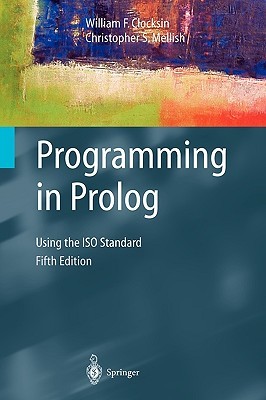 William F. Clocksin
Christopher S. Mellish
Programming
in Prolog
Using the ISO Standard
Fifth Edition
Springer